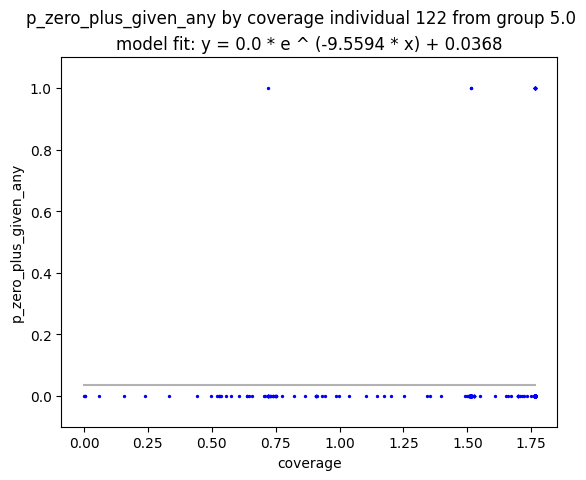 p_zero_plus_given_any by coverage individual 122 from group 5.0
model fit: y = 0.0 * e ^ (-9.5594 * x) + 0.0368
1.0
0.8
0.6
0.4
0.2
0.0
p_zero_plus_given_any
0.00 0.25 0.50 0.75 1.00 1.25 1.50 1.75
coverage